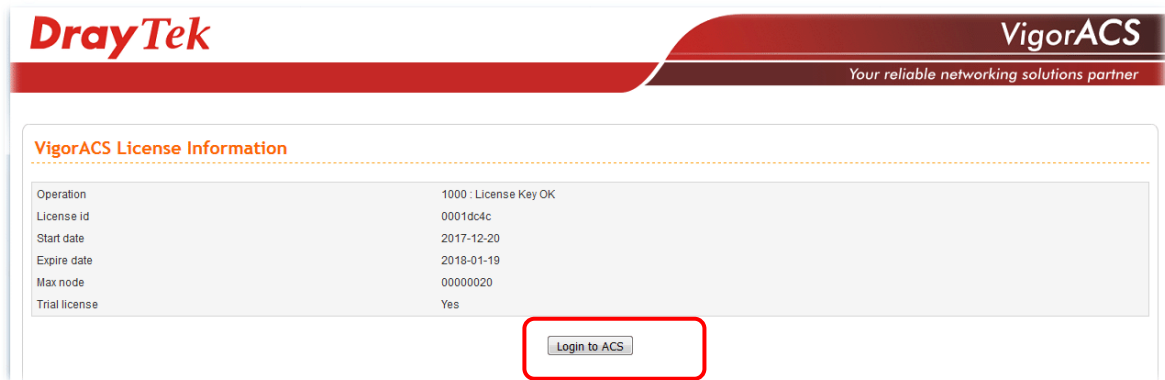 DrayTek
VigorACS
Your reliable networking solutions partner
VigorACS License Information
Operation 1000 : License Key OK
License id 0001dc4c
Start date 2017-12-20
Expire date 2018-01-19
Max node 00000020
Trial license Yes
Login to ACS